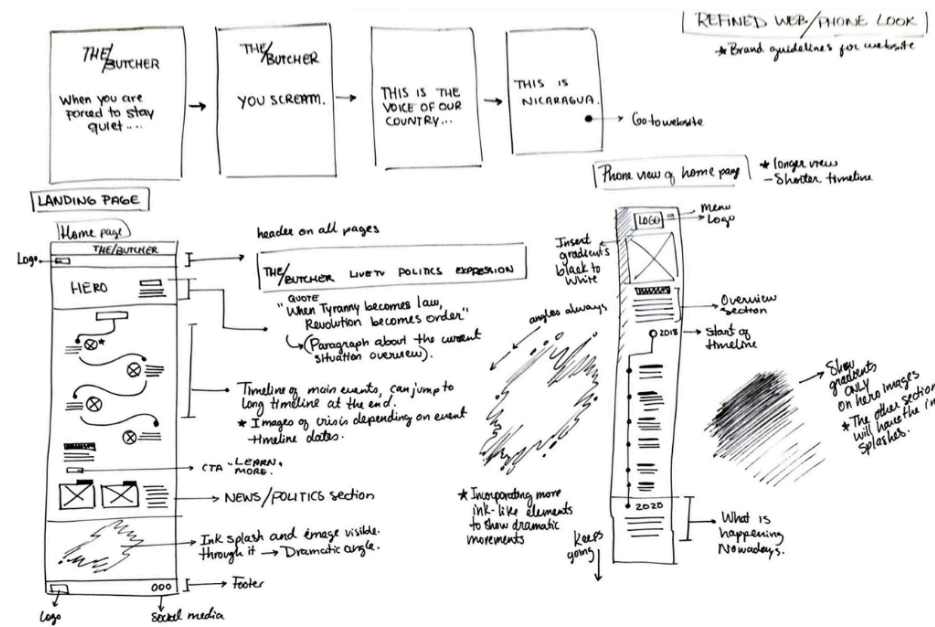 REFINED WEB/PHONE LOOK
* Brand guidelines for website
THE/
BUTCHER
When you are
forced to stay
quiet....
THE/
BUTCHER
YOU SCREAM.
THIS IS THE
VOICE OF OUR
COUNTRY...
THIS IS
NICARAGUA.
Go to website
LANDING PAGE
Home page
THE/BUTCHER
Logo
HERO
header on all pages
THE/BUTCHER LIVETV POLITICS EXPRESSION
QUOTE
"When Tyranny becomes law,
Revolution becomes order"
(Paragraph about the current
situation overview).
Timeline of main events, can jump to
long timeline at the end.
* Images of crisis depending on event
timeline dates.
CTA - LEARN
MORE.
NEWS/POLITICS section
Ink splash and image visible
through it → Dramatic angle.
Footer
Logo
Social media
Phone view of home page
* longer view
- Shorter timeline
LOGO
Menu
Logo
Insert
gradients
black to
White
Overview
section
2018
Start of
timeline
angles always
* Incorporating more
ink-like elements
to show dramatic
movements
Keeps
going
2020
What is
happening
Nowadays.
Show
gradients
ONLY
on hero images
* The other section
will have the in
splashes.